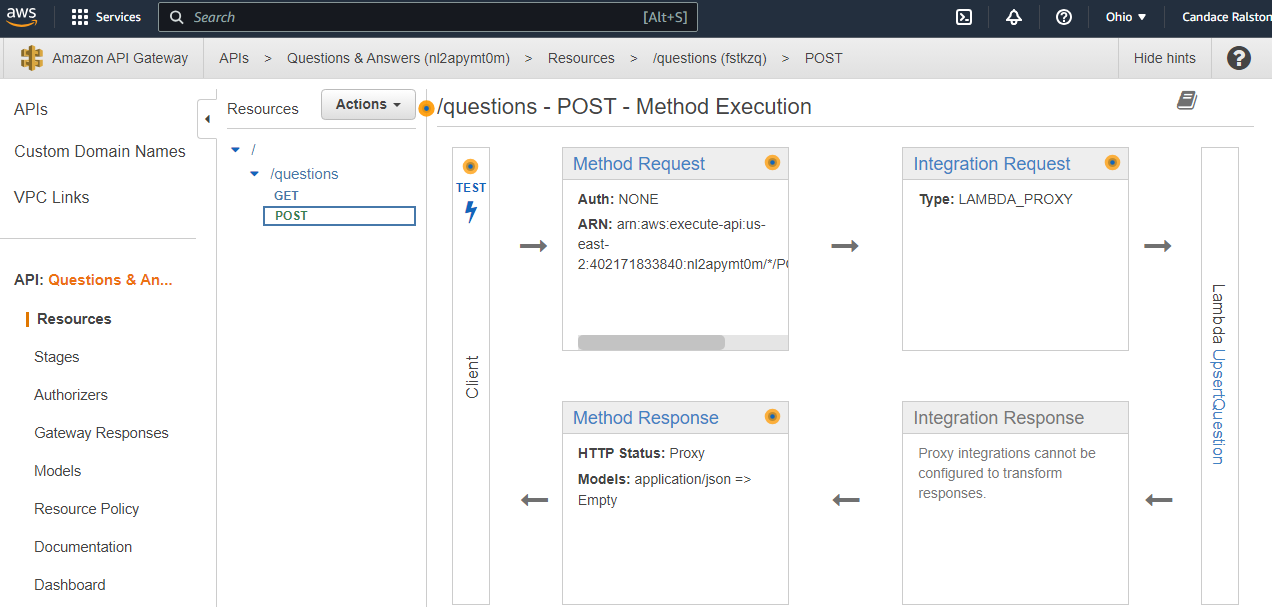 aws
Services
Search
[Alt+S]
Ohio
Candace Ralston
Amazon API Gateway
APIs > Questions & Answers (nl2apymt0m) > Resources > /questions (fstkzq) > POST
Hide hints
?
APIs
Custom Domain Names
VPC Links
API: Questions & An...
Resources
Stages
Authorizers
Gateway Responses
Models
Resource Policy
Documentation
Dashboard
Resources
Actions
/
/questions
GET
POST
/questions - POST - Method Execution
TEST
Client
Method Request
Auth: NONE
ARN: arn:aws:execute-api:us-
east-
2:402171833840:nl2apymt0m/*/PO
Integration Request
Type: LAMBDA_PROXY
Lambda UpsertQuestion
Method Response
HTTP Status: Proxy
Models: application/json =>
Empty
Integration Response
Proxy integrations cannot be
configured to transform
responses.